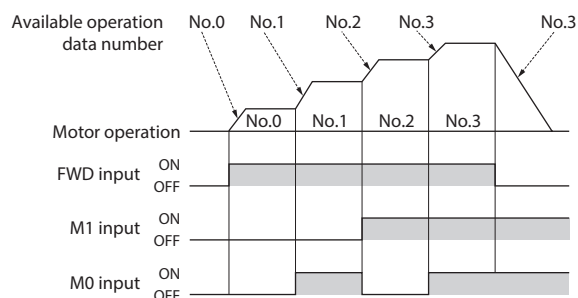 Available operation data number
No.0 No.1 No.2 No.3 No.3
Motor operation No.0 No.1 No.2 No.3
FWD input ON
OFF
M1 input ON
OFF
M0 input ON
OFF